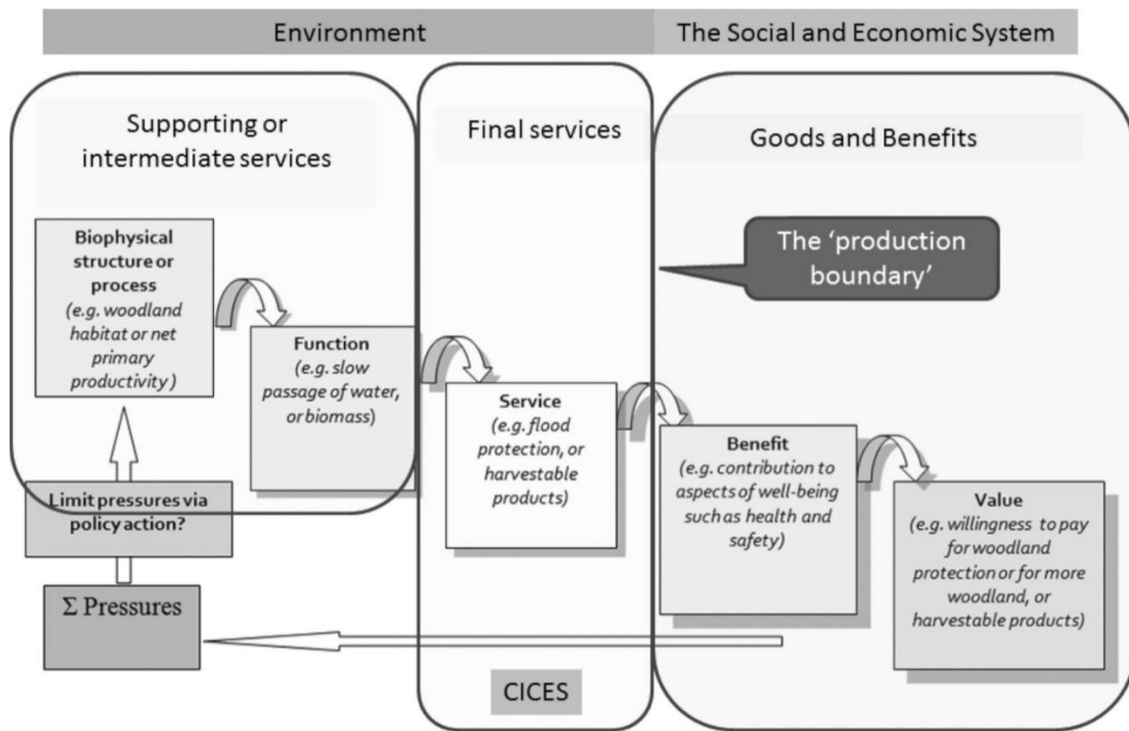 Environment
The Social and Economic System
Supporting or
intermediate services
Final services
Goods and Benefits
The ‘production
boundary’
Biophysical
structure or
process
(e.g. woodland
habitat or net
primary
productivity )
Function
(e.g. slow
passage of water,
or biomass)
Service
(e.g. flood
protection, or
harvestable
products)
Benefit
(e.g. contribution to
aspects of well-being
such as health and
safety)
Value
(e.g. willingness to pay
for woodland
protection or for more
woodland, or
harvestable products)
Limit pressures via
policy action?
Σ Pressures
CICES